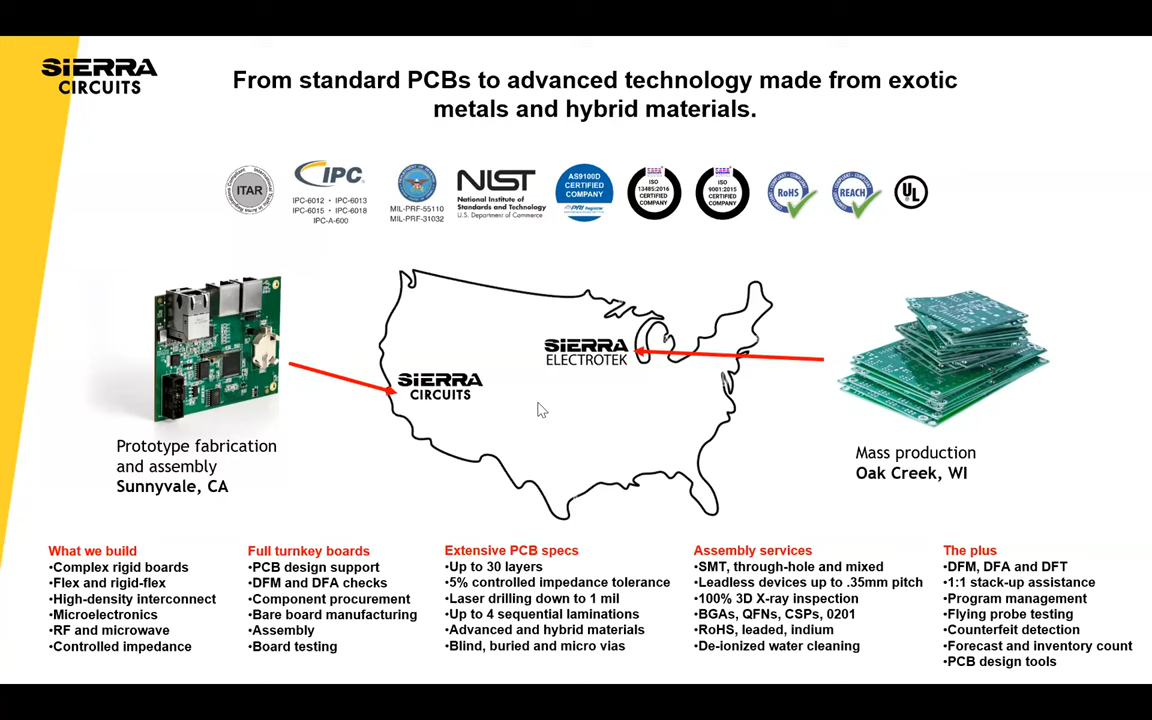 SIERRA
CIRCUITS
From standard PCBs to advanced technology made from exotic
metals and hybrid materials.
ITAR
IPC
IPC-6012 • IPC-6013
IPC-6015 • IPC-6018
IPC-A-600
MIL-PRF-55110
MIL-PRF-31032
NIST
National Institute of
Standards and Technology
U.S. Department of Commerce
AS9100D
CERTIFIED
COMPANY
PRI Registrar
SARA
ISO
13485:2016
CERTIFIED
COMPANY
SARA
ISO
9001:2015
CERTIFIED
COMPANY
RoHS
REACH
UL
SIERRA
ELECTROTEK
SIERRA
CIRCUITS
Prototype fabrication
and assembly
Sunnyvale, CA
Mass production
Oak Creek, WI
What we build
•Complex rigid boards
•Flex and rigid-flex
•High-density interconnect
•Microelectronics
•RF and microwave
•Controlled impedance
Full turnkey boards
•PCB design support
•DFM and DFA checks
•Component procurement
•Bare board manufacturing
•Assembly
•Board testing
Extensive PCB specs
•Up to 30 layers
•5% controlled impedance tolerance
•Laser drilling down to 1 mil
•Up to 4 sequential laminations
•Advanced and hybrid materials
•Blind, buried and micro vias
Assembly services
•SMT, through-hole and mixed
•Leadless devices up to .35mm pitch
•100% 3D X-ray inspection
•BGAs, QFNs, CSPs, 0201
•RoHS, leaded, indium
•De-ionized water cleaning
The plus
•DFM, DFA and DFT
•1:1 stack-up assistance
•Program management
•Flying probe testing
•Counterfeit detection
•Forecast and inventory count
•PCB design tools